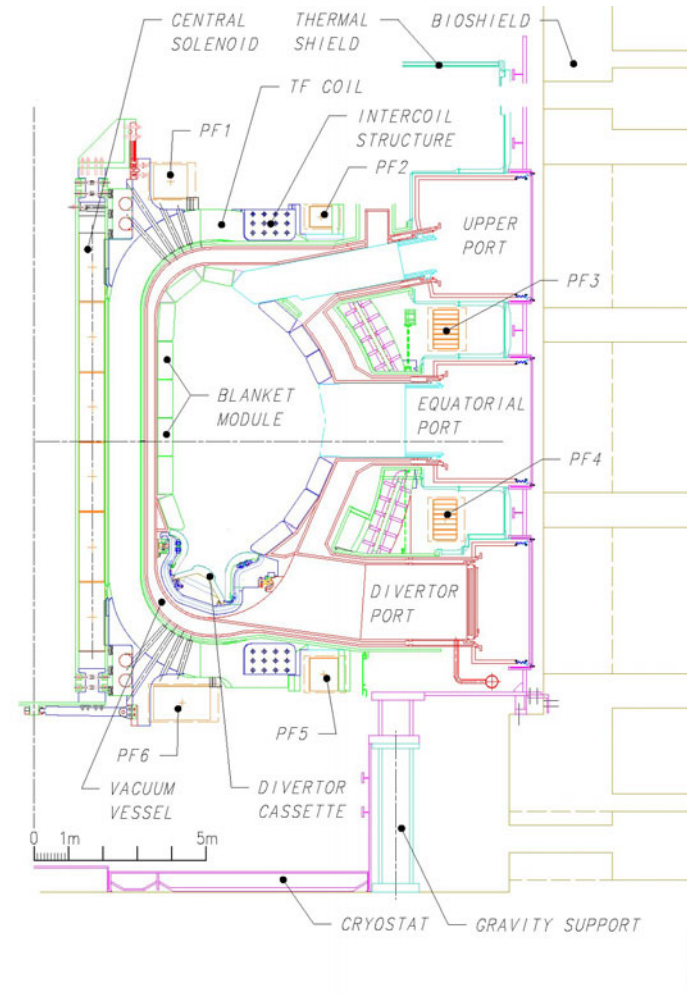 CENTRAL
SOLENOID
THERMAL
SHIELD
BIOSHIELD
TF COIL
PF1
INTERCOIL
STRUCTURE
PF2
UPPER
PORT
PF3
BLANKET
MODULE
EQUATORIAL
PORT
PF4
DIVERTOR
PORT
PF6
PF5
VACUUM
VESSEL
DIVERTOR
CASSETTE
0 1m 5m
CRYOSTAT
GRAVITY SUPPORT